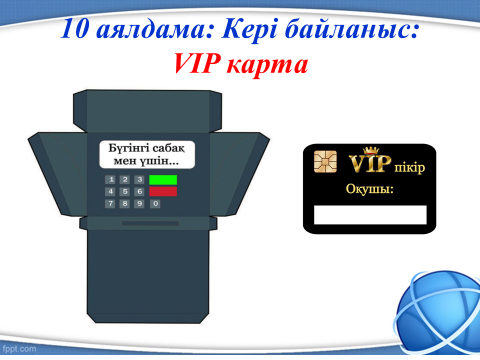 10 аялдама: Кері байланыс:
VIP карта
Бүгінгі сабақ
мен үшін...
1 2 3
4 5 6
7 8 9 0
VIP пікір
Оқушы:
fppt.com